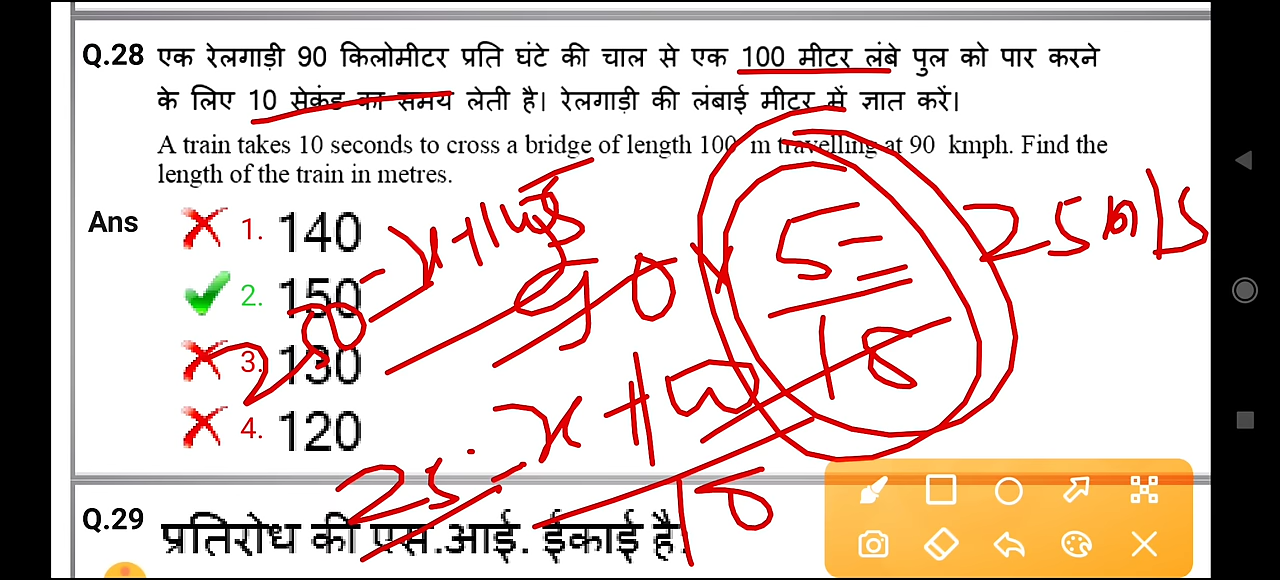 Q.28 एक रेलगाड़ी 90 किलोमीटर प्रति घंटे की चाल से एक 100 मीटर लंबे पुल को पार करने
के लिए 10 सेकंड का समय लेती है। रेलगाड़ी की लंबाई मीटर में ज्ञात करें।
A train takes 10 seconds to cross a bridge of length 100 m travelling at 90 kmph. Find the
length of the train in metres.
Ans 1. 140
2. 150
3. 130
4. 120
90 × 5/18
25 m/s
25 = x+100
10
250 = x+100
Q.29 प्रतिरोध की एस.आई. ईकाई है